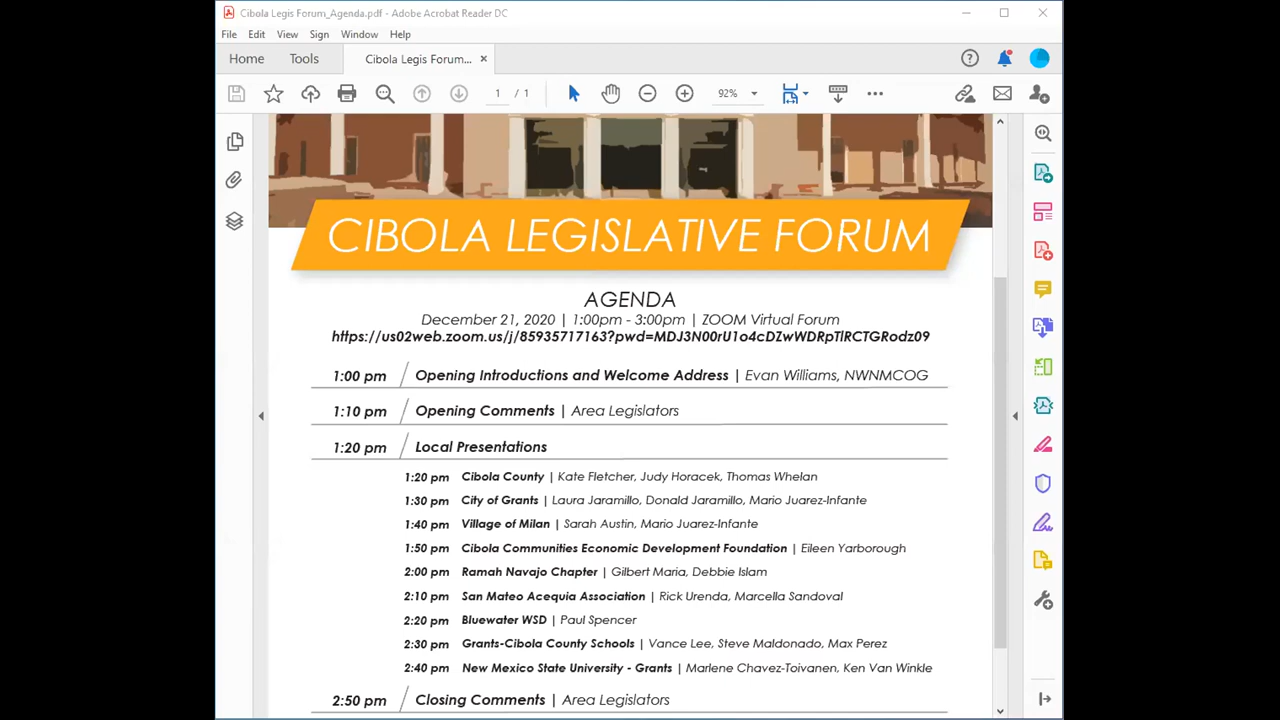 Cibola Legis Forum_Agenda.pdf - Adobe Acrobat Reader DC
File Edit View Sign Window Help
Home Tools Cibola Legis Forum... ×
1 / 1 92%
CIBOLA LEGISLATIVE FORUM
AGENDA
December 21, 2020 | 1:00pm - 3:00pm | ZOOM Virtual Forum
https://us02web.zoom.us/j/85935717163?pwd=MDJ3N00rU1o4cDZwWDRpTlRCTGRodz09
1:00 pm Opening Introductions and Welcome Address | Evan Williams, NWNMCOG
1:10 pm Opening Comments | Area Legislators
1:20 pm Local Presentations
1:20 pm Cibola County | Kate Fletcher, Judy Horacek, Thomas Whelan
1:30 pm City of Grants | Laura Jaramillo, Donald Jaramillo, Mario Juarez-Infante
1:40 pm Village of Milan | Sarah Austin, Mario Juarez-Infante
1:50 pm Cibola Communities Economic Development Foundation | Eileen Yarborough
2:00 pm Ramah Navajo Chapter | Gilbert Maria, Debbie Islam
2:10 pm San Mateo Acequia Association | Rick Urenda, Marcella Sandoval
2:20 pm Bluewater WSD | Paul Spencer
2:30 pm Grants-Cibola County Schools | Vance Lee, Steve Maldonado, Max Perez
2:40 pm New Mexico State University - Grants | Marlene Chavez-Toivanen, Ken Van Winkle
2:50 pm Closing Comments | Area Legislators